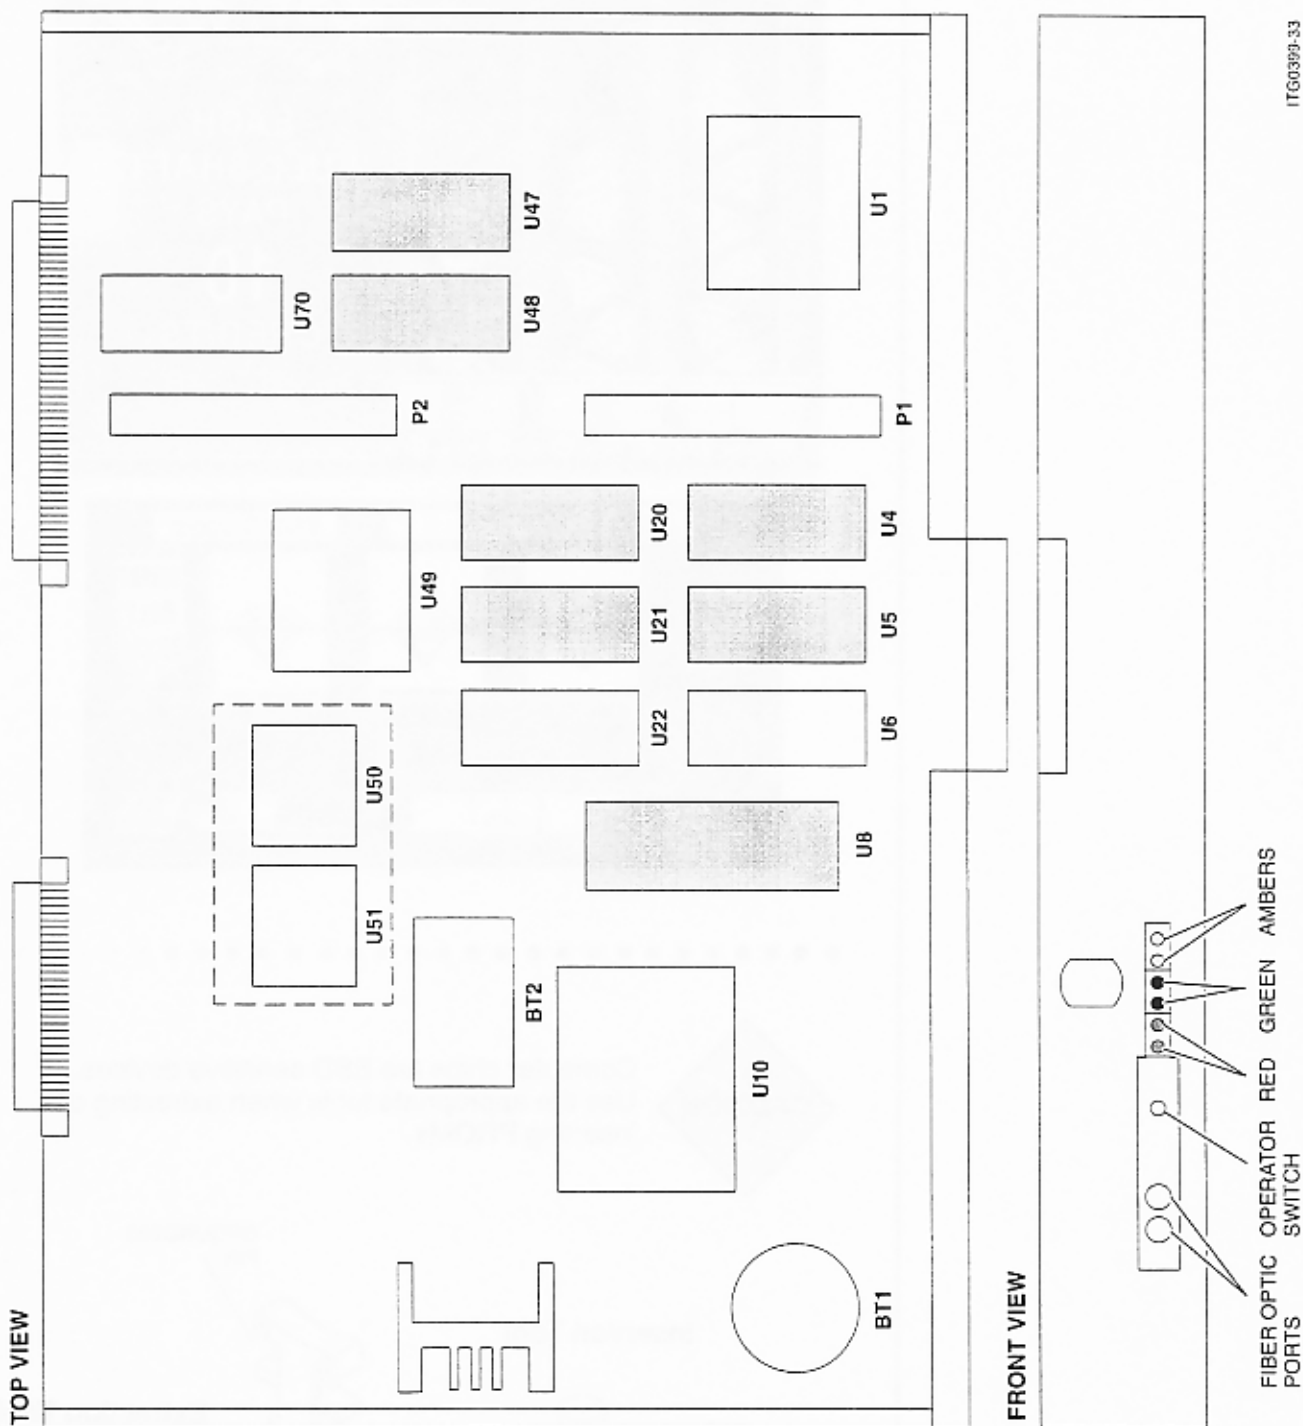 TOP VIEW
U47
U1
U70
U48
P2
P1
U20
U4
U49
U21
U5
U50
U22
U6
U51
U8
BT2
U10
BT1
FRONT VIEW
FIBER OPTIC
PORTS
OPERATOR
SWITCH
RED
GREEN
AMBERS
ITG0399-33